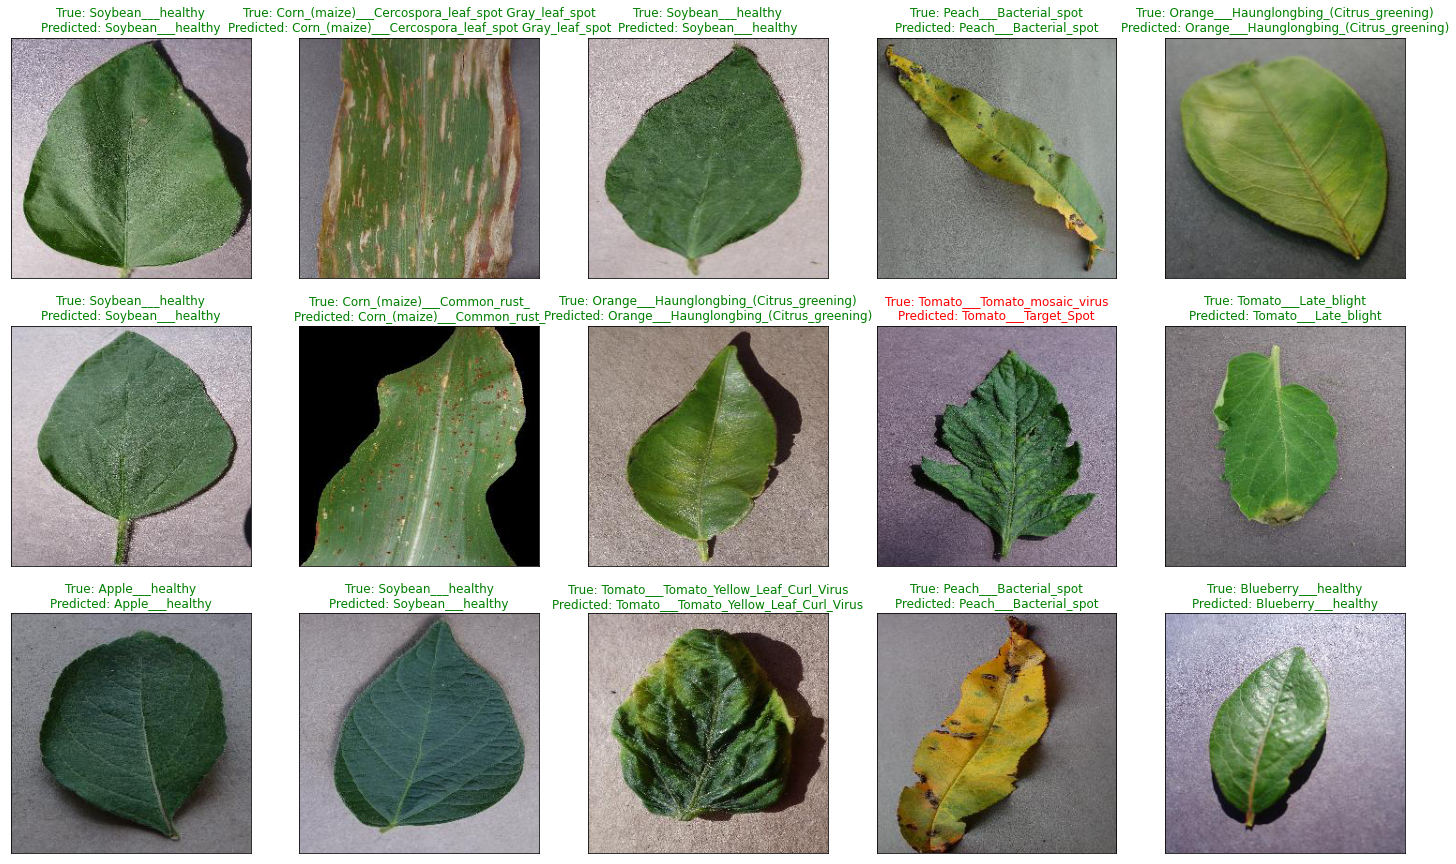 True: Soybean___healthy
Predicted: Soybean___healthy
True: Corn_(maize)___Cercospora_leaf_spot Gray_leaf_spot
Predicted: Corn_(maize)___Cercospora_leaf_spot Gray_leaf_spot
True: Soybean___healthy
Predicted: Soybean___healthy
True: Peach___Bacterial_spot
Predicted: Peach___Bacterial_spot
True: Orange___Haunglongbing_(Citrus_greening)
Predicted: Orange___Haunglongbing_(Citrus_greening)
True: Soybean___healthy
Predicted: Soybean___healthy
True: Corn_(maize)___Common_rust_
Predicted: Corn_(maize)___Common_rust_
True: Orange___Haunglongbing_(Citrus_greening)
Predicted: Orange___Haunglongbing_(Citrus_greening)
True: Tomato___Tomato_mosaic_virus
Predicted: Tomato___Target_Spot
True: Tomato___Late_blight
Predicted: Tomato___Late_blight
True: Apple___healthy
Predicted: Apple___healthy
True: Soybean___healthy
Predicted: Soybean___healthy
True: Tomato___Tomato_Yellow_Leaf_Curl_Virus
Predicted: Tomato___Tomato_Yellow_Leaf_Curl_Virus
True: Peach___Bacterial_spot
Predicted: Peach___Bacterial_spot
True: Blueberry___healthy
Predicted: Blueberry___healthy